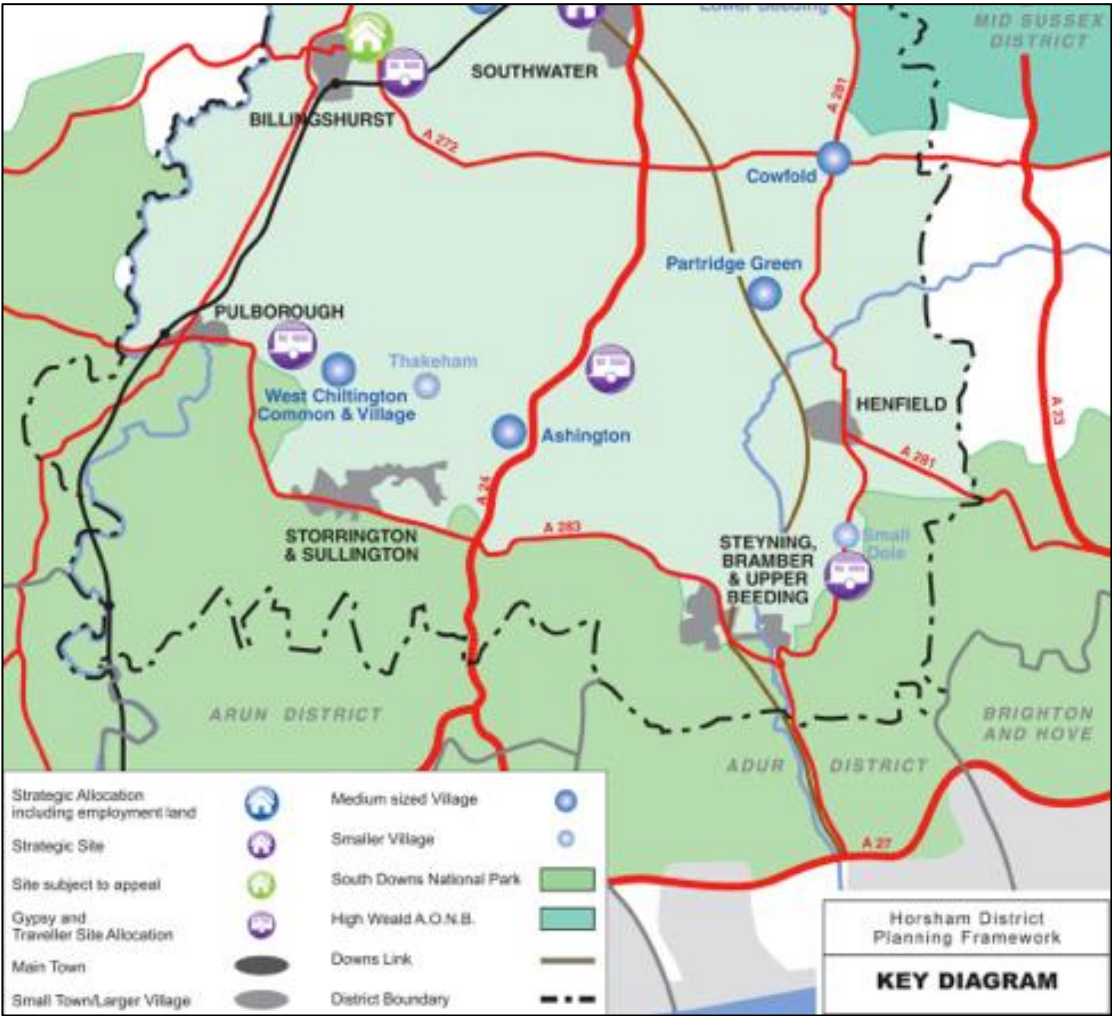 Lower Beeding
MID SUSSEX
DISTRICT
SOUTHWATER
A 281
BILLINGSHURST
A 272
Cowfold
Partridge Green
PULBOROUGH
Thakeham
West Chiltington
Common & Village
HENFIELD
A 23
Ashington
A 281
A 24
A 283
STORRINGTON
& SULLINGTON
STEYNING,
BRAMBER
& UPPER
BEEDING
Small
Dole
ARUN DISTRICT
BRIGHTON
AND HOVE
ADUR DISTRICT
A 27
Strategic Allocation
including employment land
Strategic Site
Site subject to appeal
Gypsy and
Traveller Site Allocation
Main Town
Small Town/Larger Village
Medium sized Village
Smaller Village
South Downs National Park
High Weald A.O.N.B.
Downs Link
District Boundary
Horsham District
Planning Framework
KEY DIAGRAM